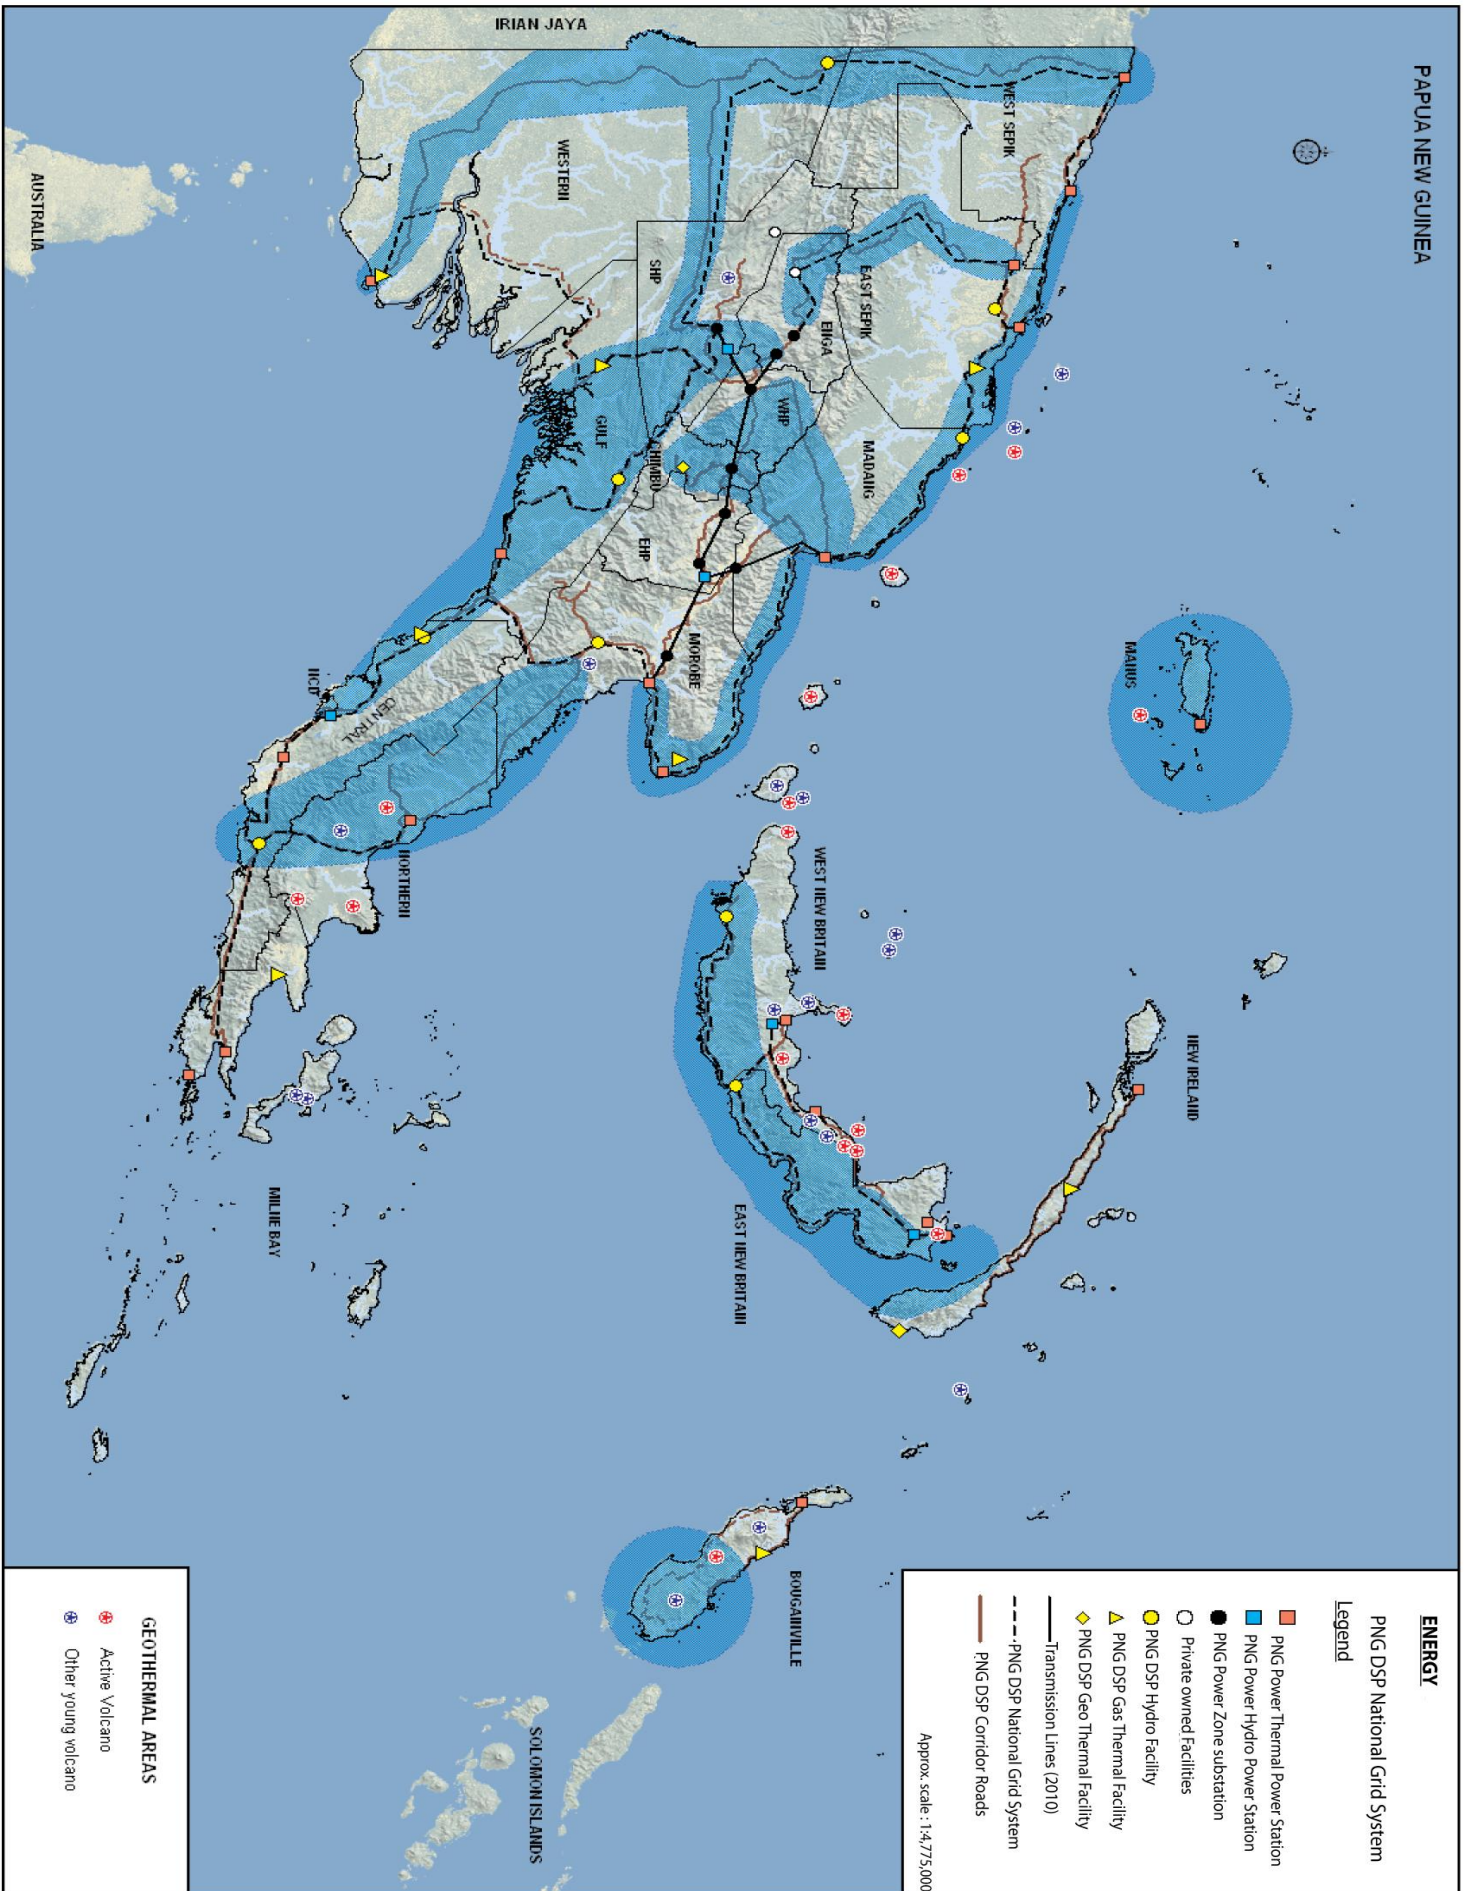 PAPUA NEW GUINEA
IRIAN JAYA
WEST SEPIK
WESTERN
EAST SEPIK
SHP
ENGA
WHP
MADANG
GULF
CHIMBU
EHP
MOROBE
MANUS
NCD
CENTRAL
NORTHERN
WEST NEW BRITAIN
NEW IRELAND
EAST NEW BRITAIN
MILNE BAY
BOUGAINVILLE
SOLOMON ISLANDS
AUSTRALIA
ENERGY
PNG DSP National Grid System
Legend
PNG Power Thermal Power Station
PNG Power Hydro Power Station
PNG Power Zone substation
Private owned Facilities
PNG DSP Hydro Facility
PNG DSP Gas Thermal Facility
PNG DSP Geo Thermal Facility
Transmission Lines (2010)
PNG DSP National Grid System
PNG DSP Corridor Roads
Approx. scale : 1:4,775,000
GEOTHERMAL AREAS
Active Volcano
Other young volcano